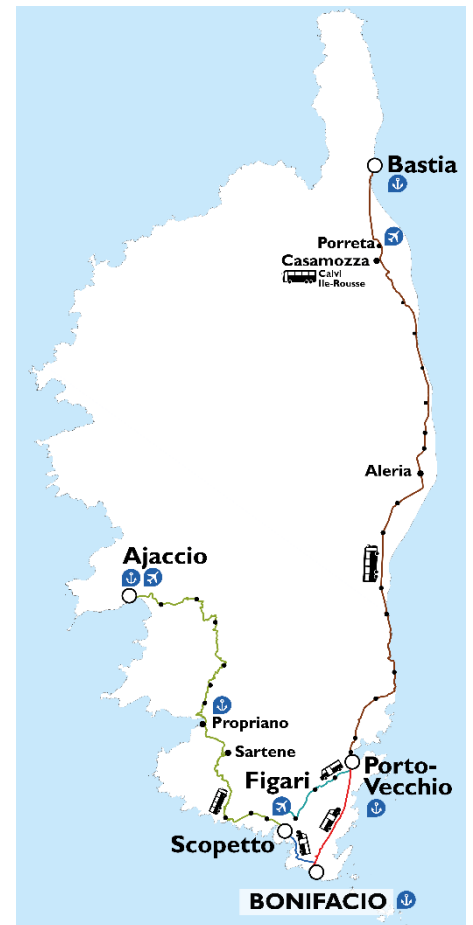 Bastia
Porreta
Casamozza
Calvi
Ile-Rousse
Aleria
Ajaccio
Propriano
Sartene
Figari
Porto-
Vecchio
Scopetto
BONIFACIO